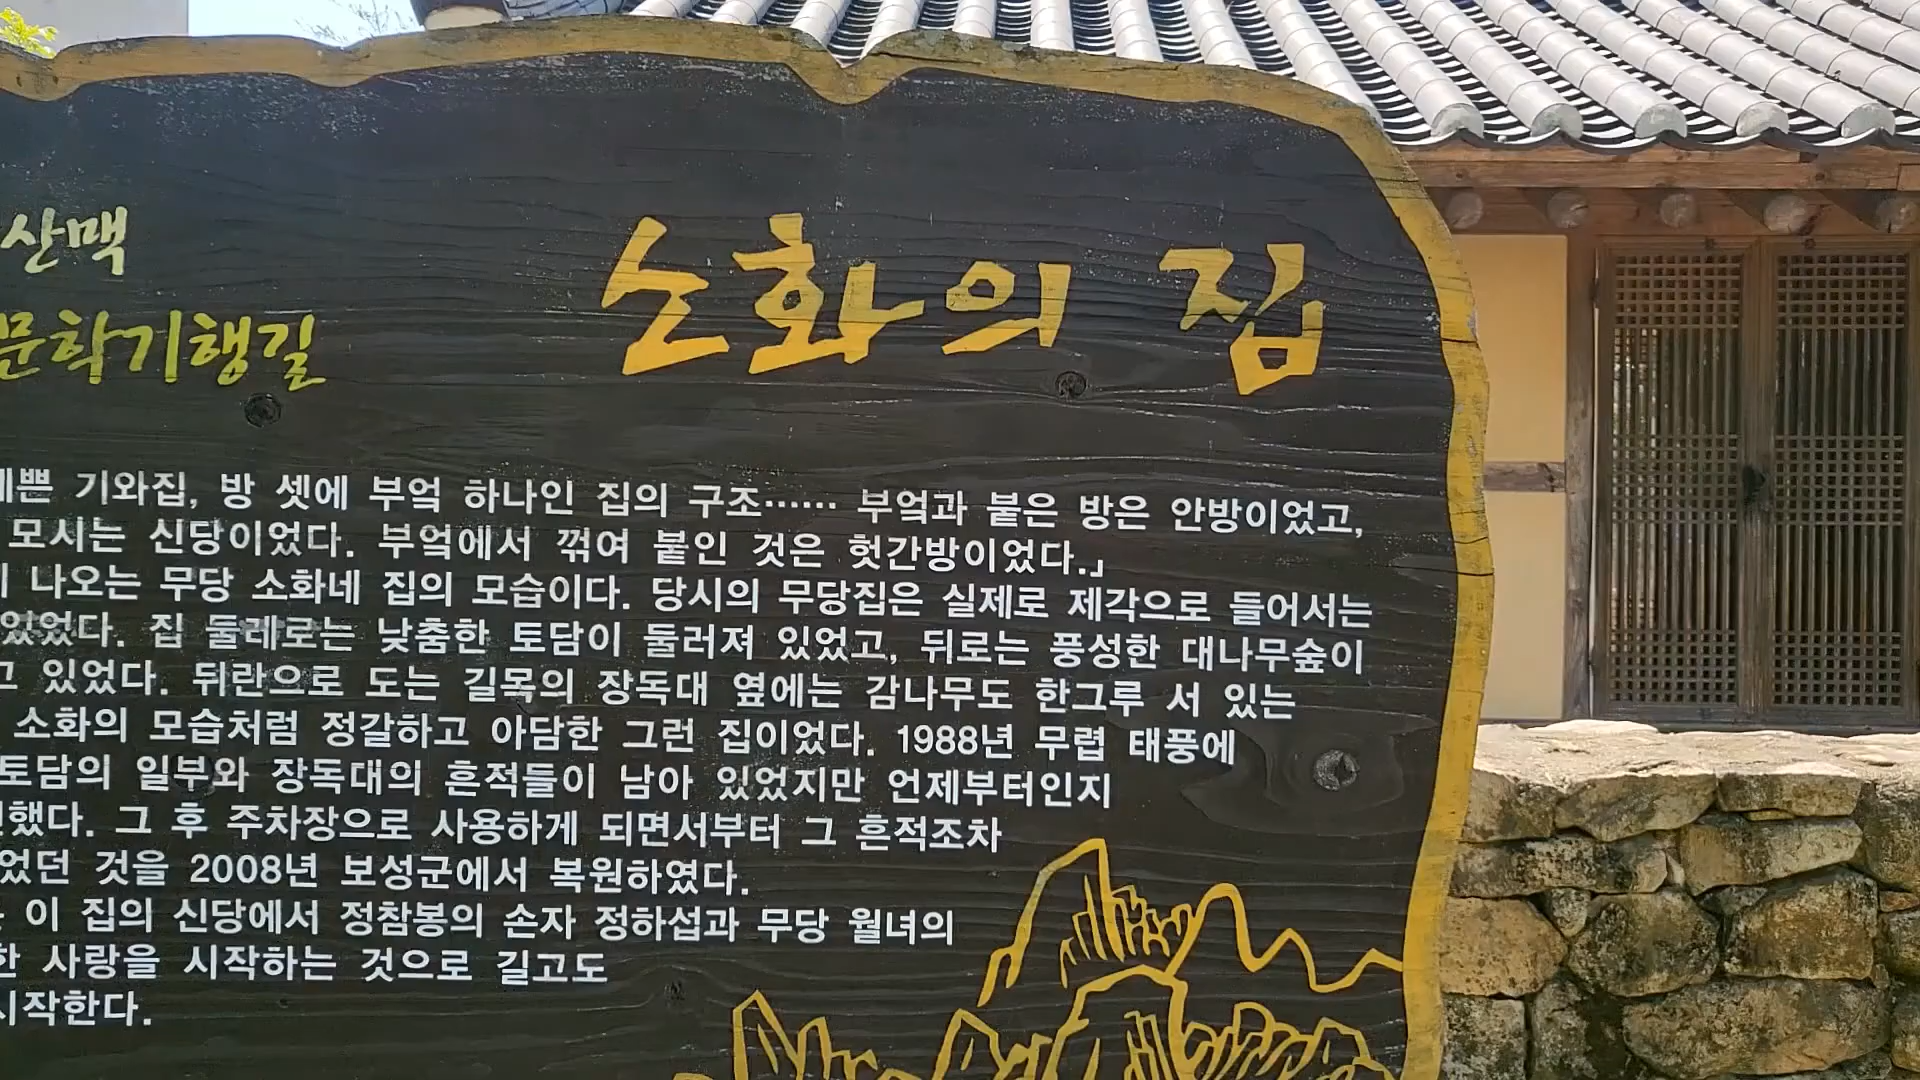 산맥
문학기행길
소화의 집
예쁜 기와집, 방 셋에 부엌 하나인 집의 구조…… 부엌과 붙은 방은 안방이었고,
모시는 신당이었다. 부엌에서 꺾여 붙인 것은 헛간방이었다.」
나오는 무당 소화네 집의 모습이다. 당시의 무당집은 실제로 제각으로 들어서는
있었다. 집 둘레로는 낮춤한 토담이 둘러져 있었고, 뒤로는 풍성한 대나무숲이
있었다. 뒤란으로 도는 길목의 장독대 옆에는 감나무도 한그루 서 있는
소화의 모습처럼 정갈하고 아담한 그런 집이었다. 1988년 무렵 태풍에
토담의 일부와 장독대의 흔적들이 남아 있었지만 언제부터인지
했다. 그 후 주차장으로 사용하게 되면서부터 그 흔적조차
었던 것을 2008년 보성군에서 복원하였다.
이 집의 신당에서 정참봉의 손자 정하섭과 무당 월녀의
한 사랑을 시작하는 것으로 길고도
시작한다.